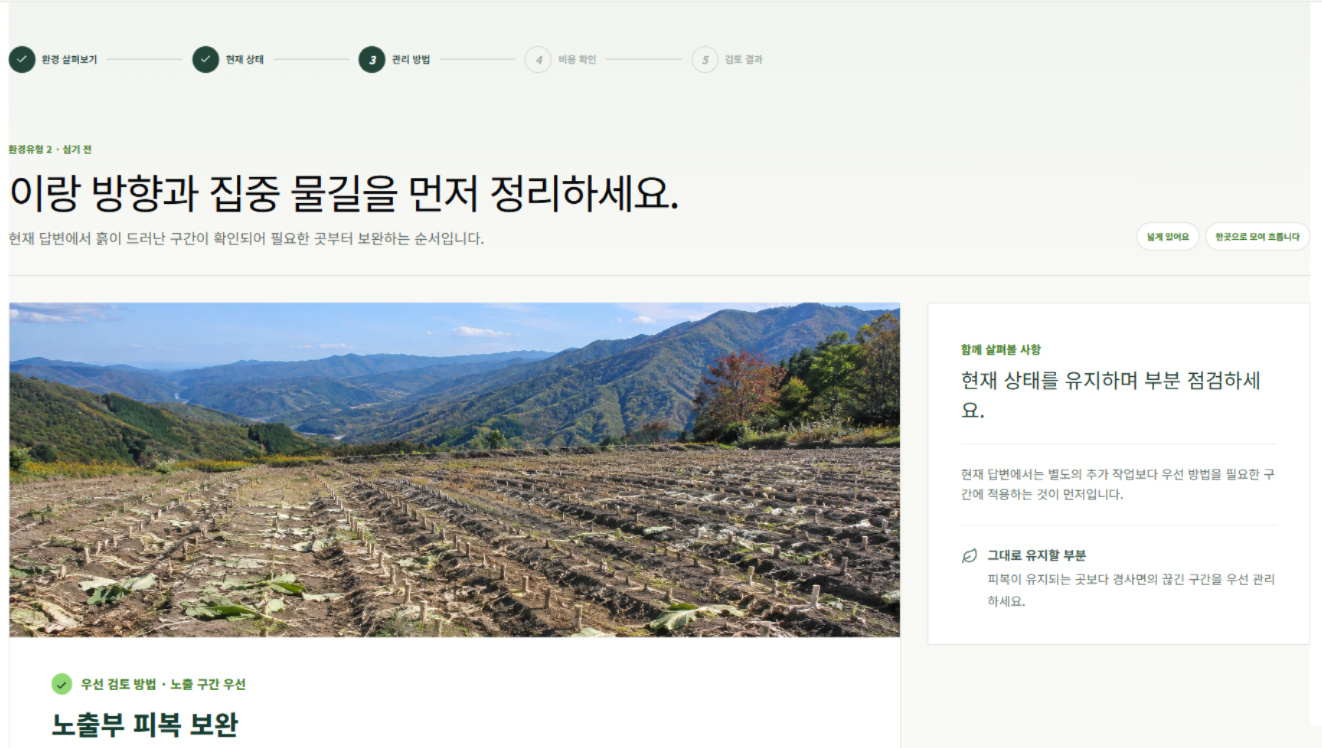 환경 살펴보기
현재 상태
3 관리 방법
4 비용 확인
5 검토 결과
환경유형 2 · 심기 전
이랑 방향과 집중 물길을 먼저 정리하세요.
현재 답변에서 흙이 드러난 구간이 확인되어 필요한 곳부터 보완하는 순서입니다.
넓게 있어요
한곳으로 모여 흐릅니다
함께 살펴볼 사항
현재 상태를 유지하며 부분 점검하세
요.
현재 답변에서는 별도의 추가 작업보다 우선 방법을 필요한 구
간에 적용하는 것이 먼저입니다.
그대로 유지할 부분
피복이 유지되는 곳보다 경사면의 끊긴 구간을 우선 관리
하세요.
우선 검토 방법 · 노출 구간 우선
노출부 피복 보완